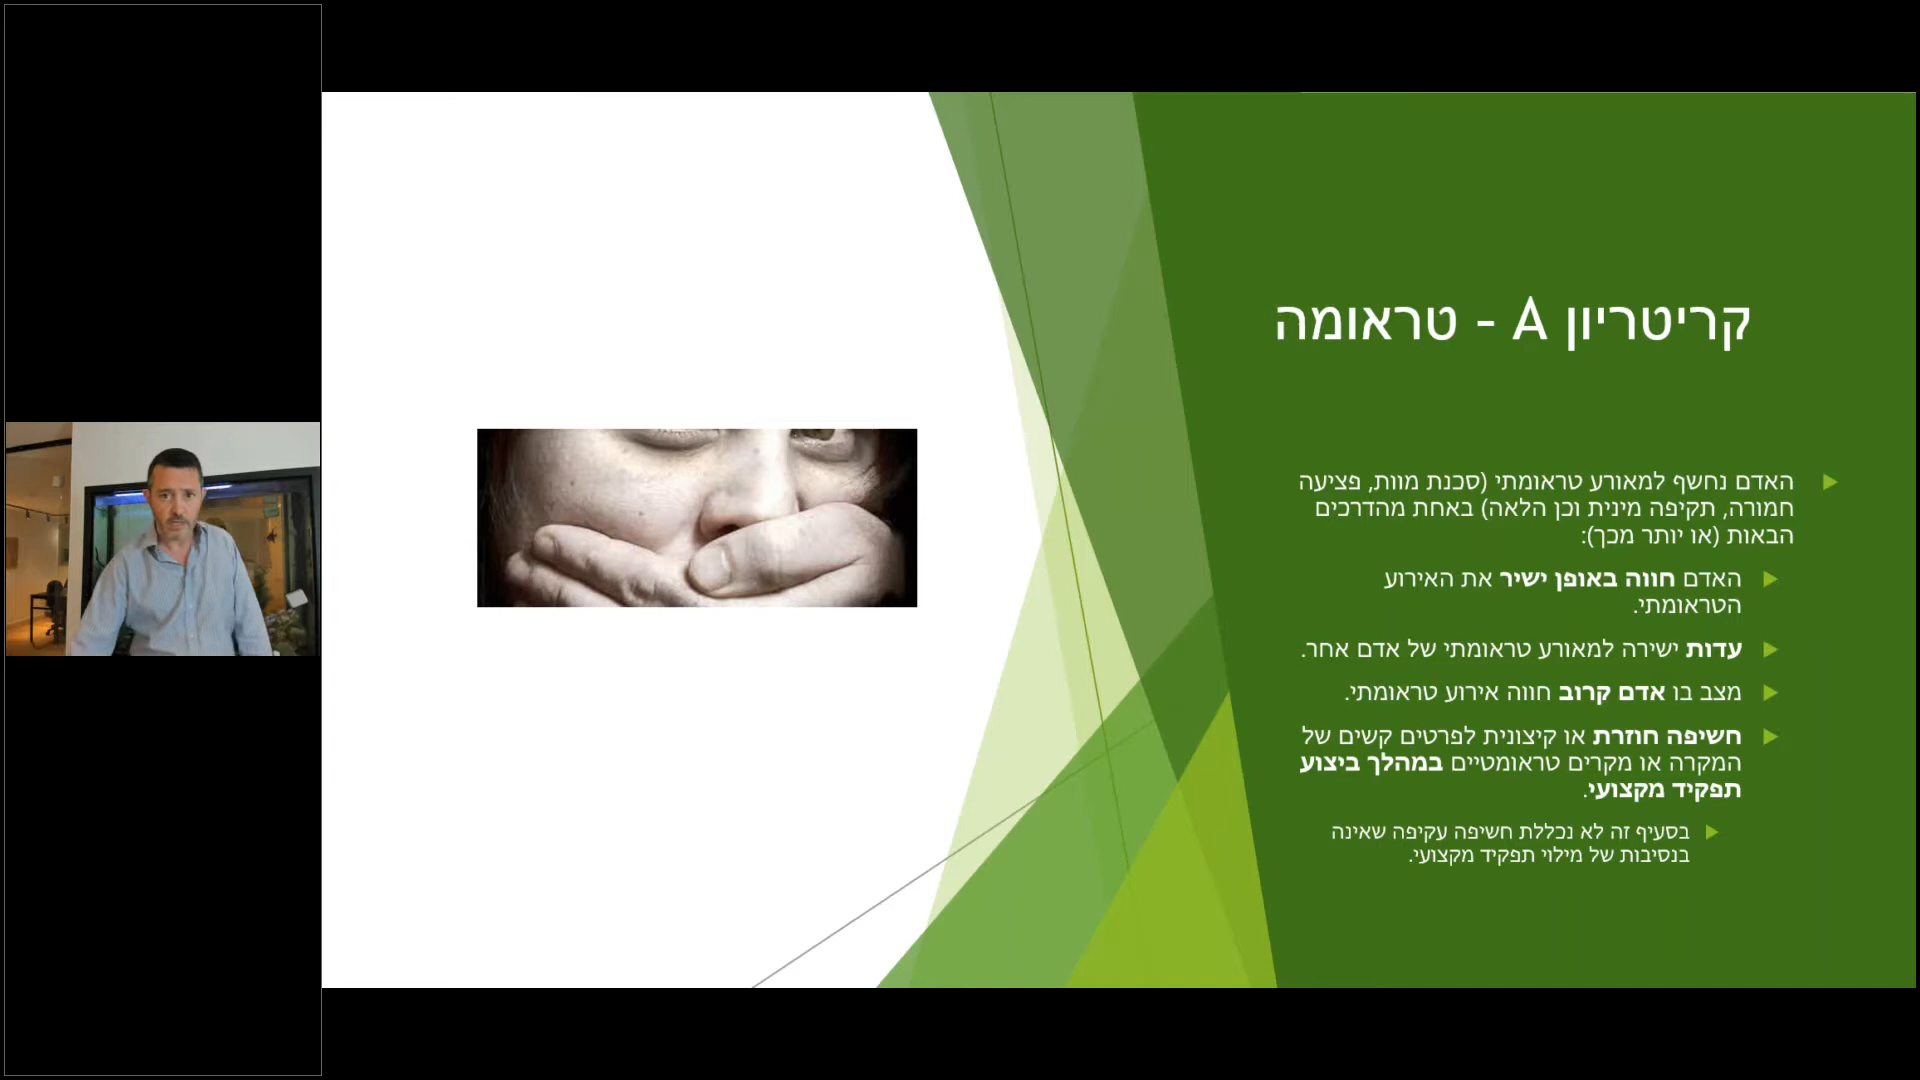 קריטריון A - טראומה
האדם נחשף למאורע טראומתי (סכנת מוות, פציעה
חמורה, תקיפה מינית וכן הלאה) באחת מהדרכים
הבאות (או יותר מכך):
האדם חווה באופן ישיר את האירוע
הטראומתי.
עדות ישירה למאורע טראומתי של אדם אחר.
מצב בו אדם קרוב חווה אירוע טראומתי.
חשיפה חוזרת או קיצונית לפרטים קשים של
המקרה או מקרים טראומטיים במהלך ביצוע
תפקיד מקצועי.
בסעיף זה לא נכללת חשיפה עקיפה שאינה
בנסיבות של מילוי תפקיד מקצועי.